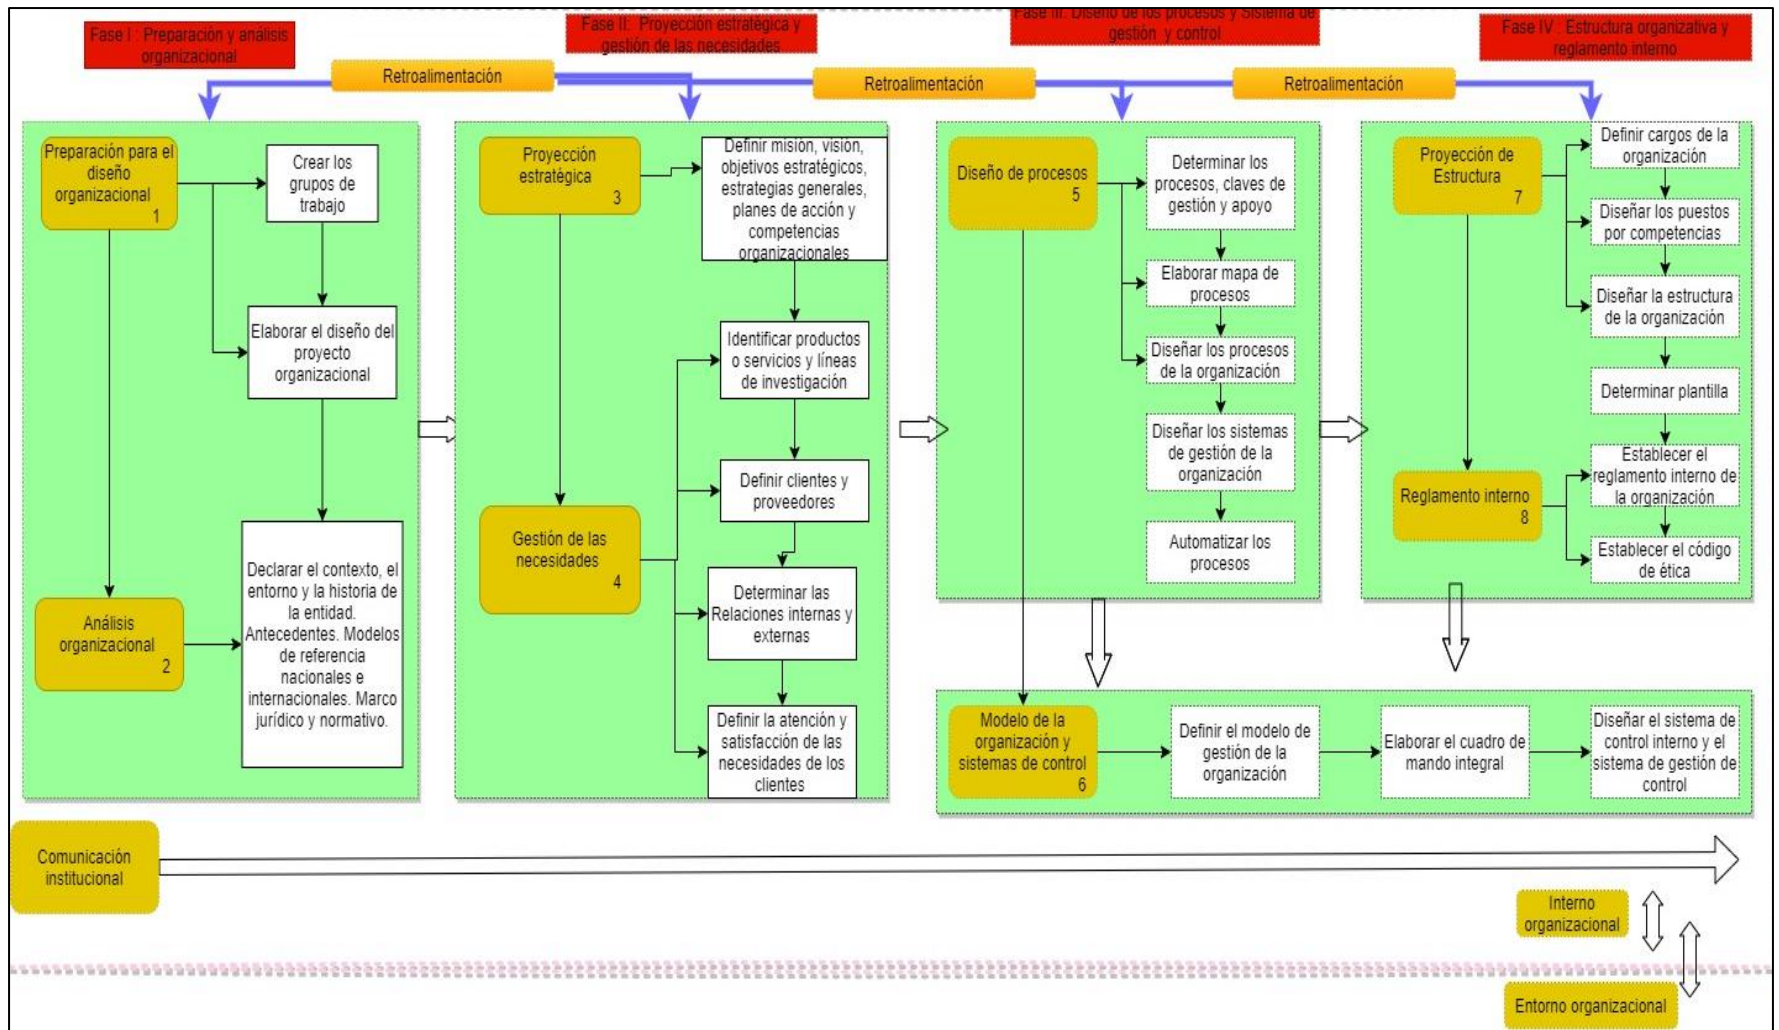 Fase I : Preparación y análisis
organizacional
Fase II:  Proyección estratégica y
gestión de las necesidades
Fase III: Diseño de los procesos y Sistema de
gestión  y control
Fase IV : Estructura organizativa y
reglamento interno
Retroalimentación
Retroalimentación
Retroalimentación
Preparación para el
diseño
organizacional
1
Crear los
grupos de
trabajo
Elaborar el diseño del
proyecto
organizacional
Análisis
organizacional
2
Declarar el contexto, el
entorno y la historia de
la entidad.
Antecedentes. Modelos
de referencia
nacionales e
internacionales. Marco
jurídico y normativo.
Proyección
estratégica
3
Definir misión, visión,
objetivos estratégicos,
estrategias generales,
planes de acción y
competencias
organizacionales
Identificar productos
o servicios y líneas
de investigación
Definir clientes y
proveedores
Gestión de las
necesidades
4
Determinar las
Relaciones internas y
externas
Definir la atención y
satisfacción de las
necesidades de los
clientes
Diseño de procesos
5
Determinar los
procesos, claves de
gestión y apoyo
Elaborar mapa de
procesos
Diseñar los procesos
de la organización
Diseñar los sistemas
de gestión de la
organización
Automatizar los
procesos
Proyección de
Estructura
7
Definir cargos de la
organización
Diseñar los puestos
por competencias
Diseñar la estructura
de la organización
Determinar plantilla
Reglamento interno
8
Establecer el
reglamento interno de
la organización
Establecer el código
de ética
Modelo de la
organización y
sistemas de control
6
Definir el modelo de
gestión de la
organización
Elaborar el cuadro de
mando integral
Diseñar el sistema de
control interno y el
sistema de gestión de
control
Comunicación
institucional
Interno
organizacional
Entorno organizacional